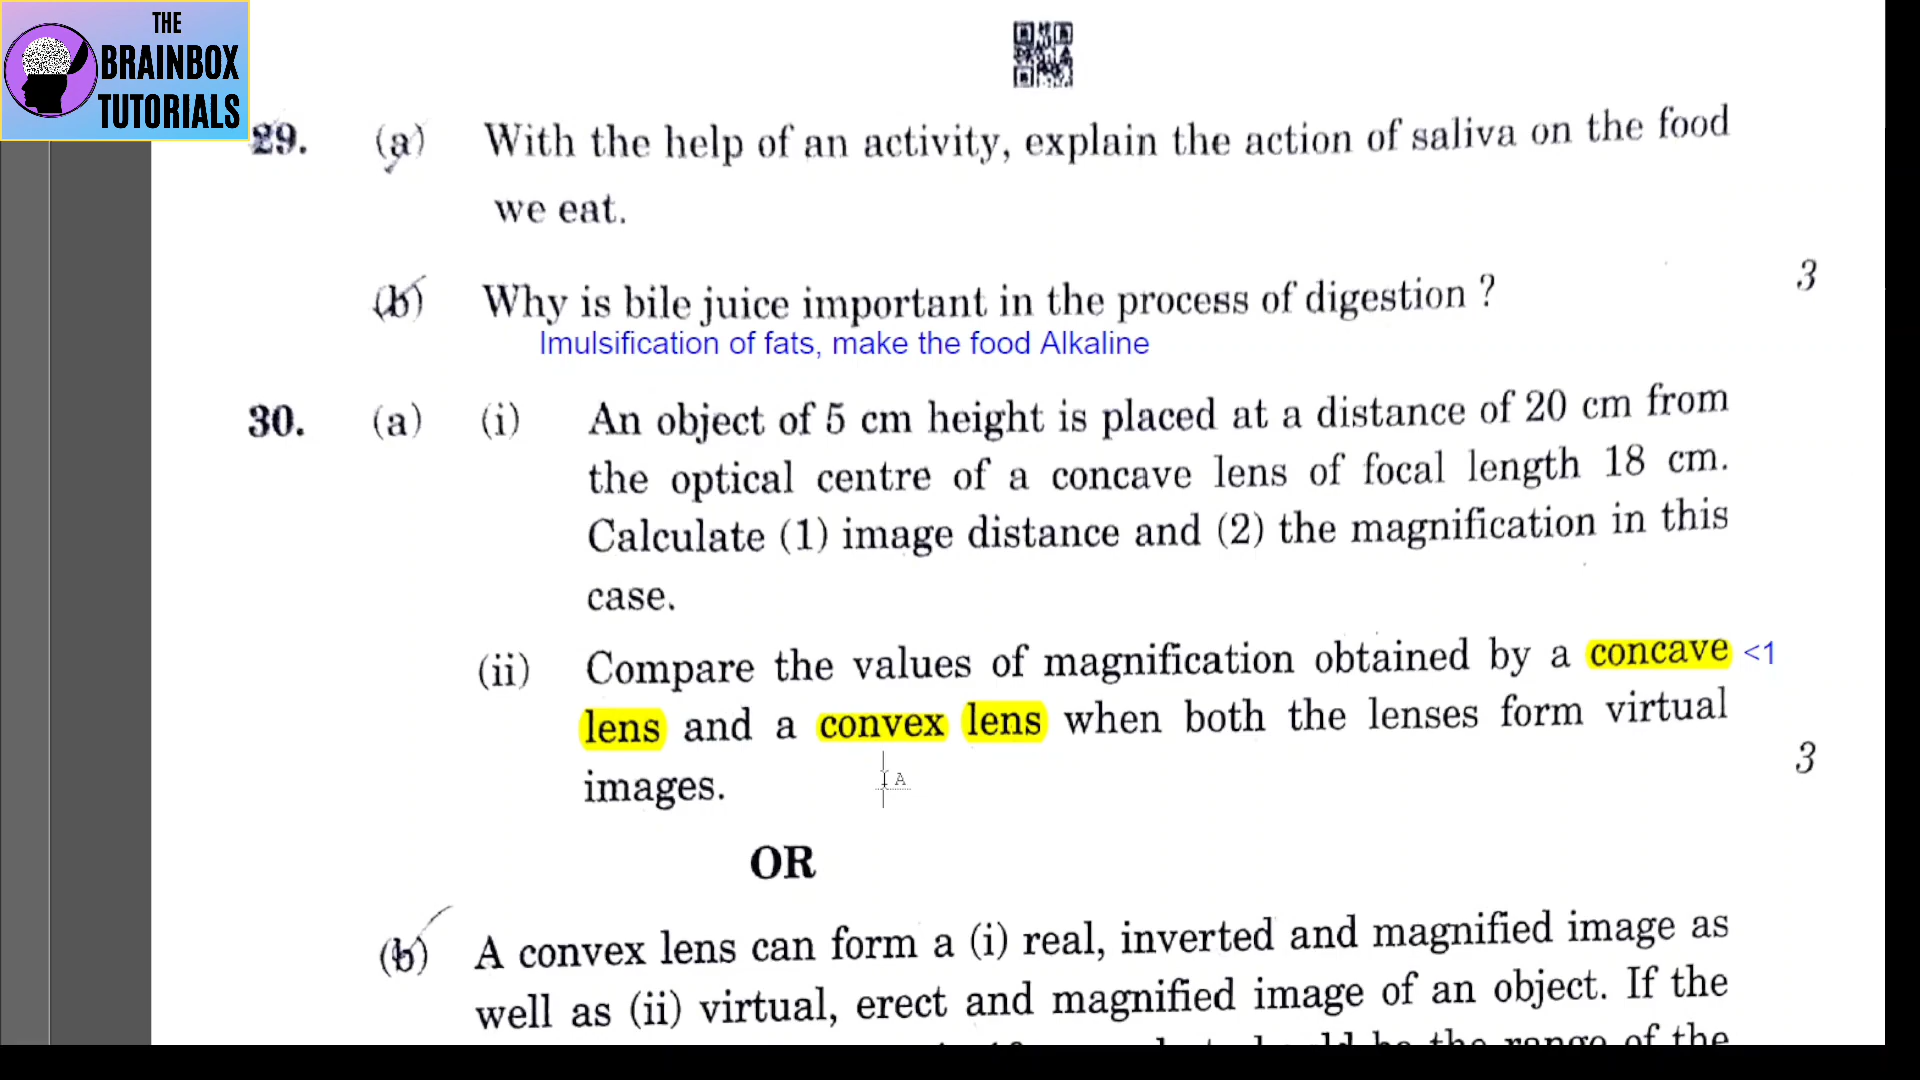 THE
BRAINBOX
TUTORIALS
29. (a) With the help of an activity, explain the action of saliva on the food
we eat.
(b) Why is bile juice important in the process of digestion ? 3
Imulsification of fats, make the food Alkaline
30. (a) (i) An object of 5 cm height is placed at a distance of 20 cm from
the optical centre of a concave lens of focal length 18 cm.
Calculate (1) image distance and (2) the magnification in this
case.
(ii) Compare the values of magnification obtained by a concave <1
lens and a convex lens when both the lenses form virtual
images. 3
A
OR
(b) A convex lens can form a (i) real, inverted and magnified image as
well as (ii) virtual, erect and magnified image of an object. If the
be the range of the